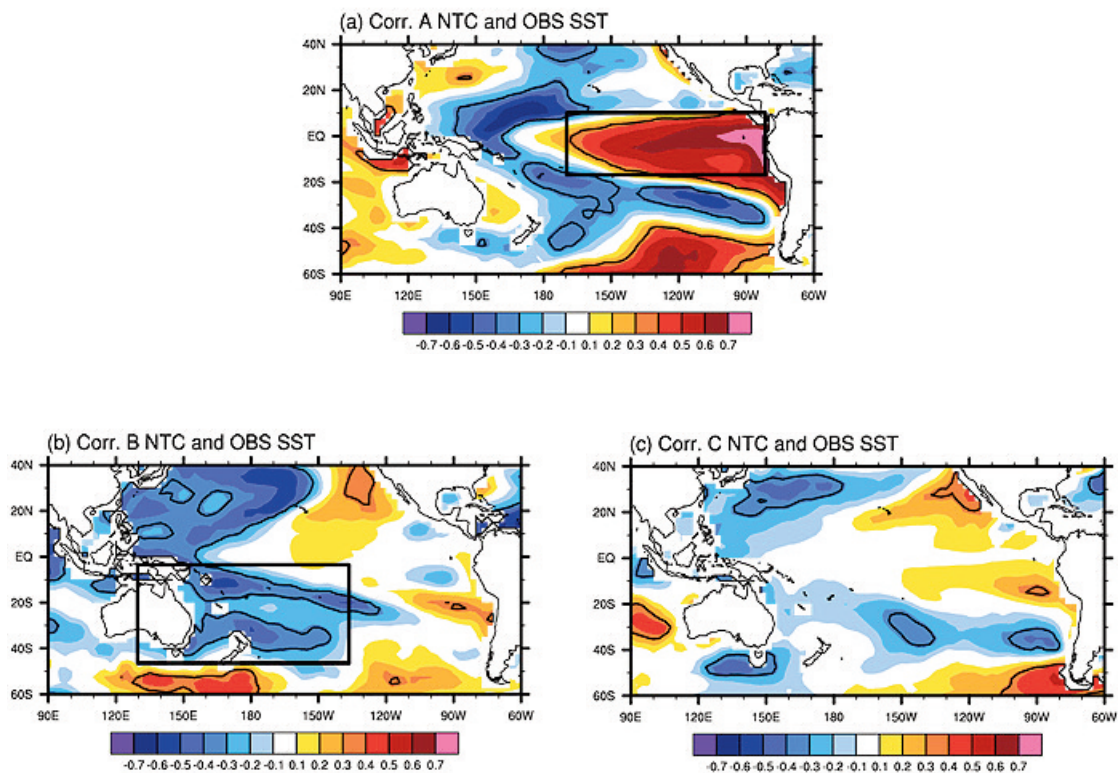 (a) Corr. A NTC and OBS SST
40N
20N
EQ
20S
40S
60S
90E 120E 150E 180 150W 120W 90W 60W
-0.7 -0.6 -0.5 -0.4 -0.3 -0.2 -0.1 0.1 0.2 0.3 0.4 0.5 0.6 0.7
(b) Corr. B NTC and OBS SST
40N
20N
EQ
20S
40S
60S
90E 120E 150E 180 150W 120W 90W 60W
-0.7 -0.6 -0.5 -0.4 -0.3 -0.2 -0.1 0.1 0.2 0.3 0.4 0.5 0.6 0.7
(c) Corr. C NTC and OBS SST
40N
20N
EQ
20S
40S
60S
90E 120E 150E 180 150W 120W 90W 60W
-0.7 -0.6 -0.5 -0.4 -0.3 -0.2 -0.1 0.1 0.2 0.3 0.4 0.5 0.6 0.7